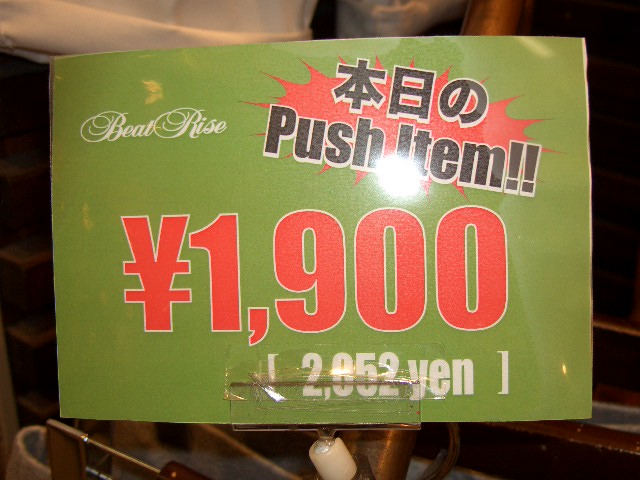 本日の
Beat Rise
Push Item!!
¥1,900
[ 2,052 yen ]